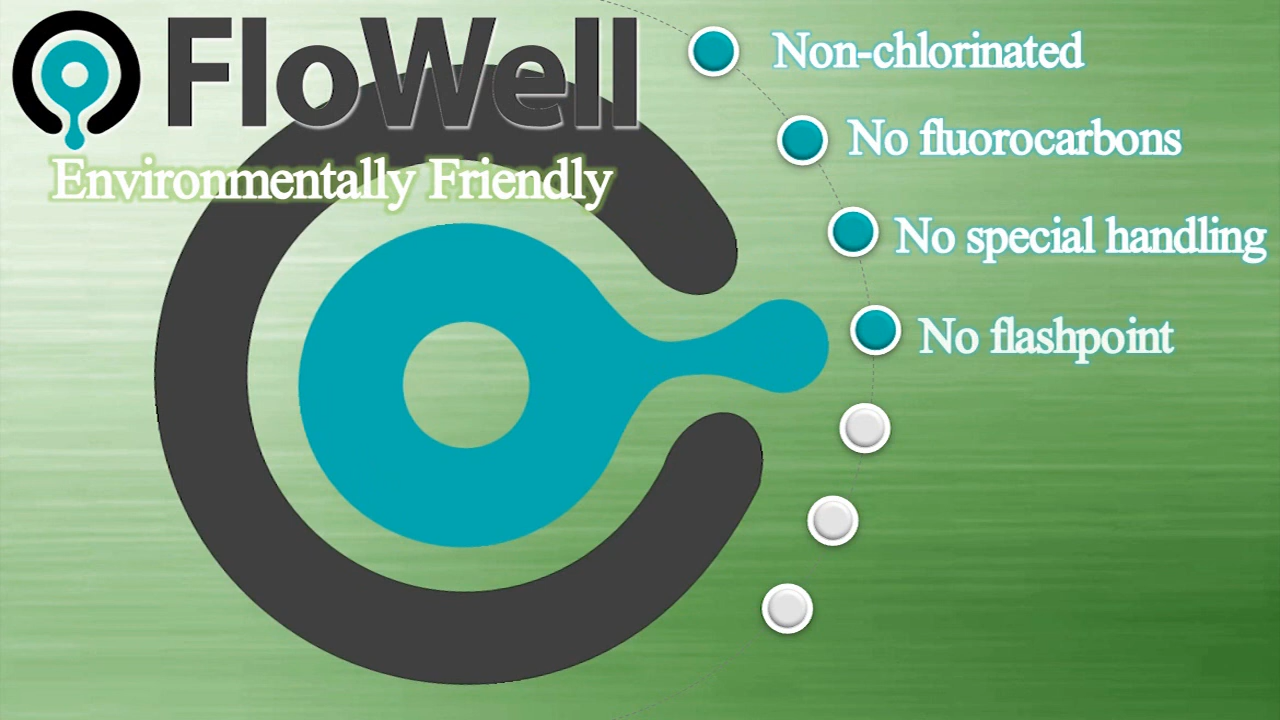 FloWell
Environmentally Friendly
Non-chlorinated
No fluorocarbons
No special handling
No flashpoint